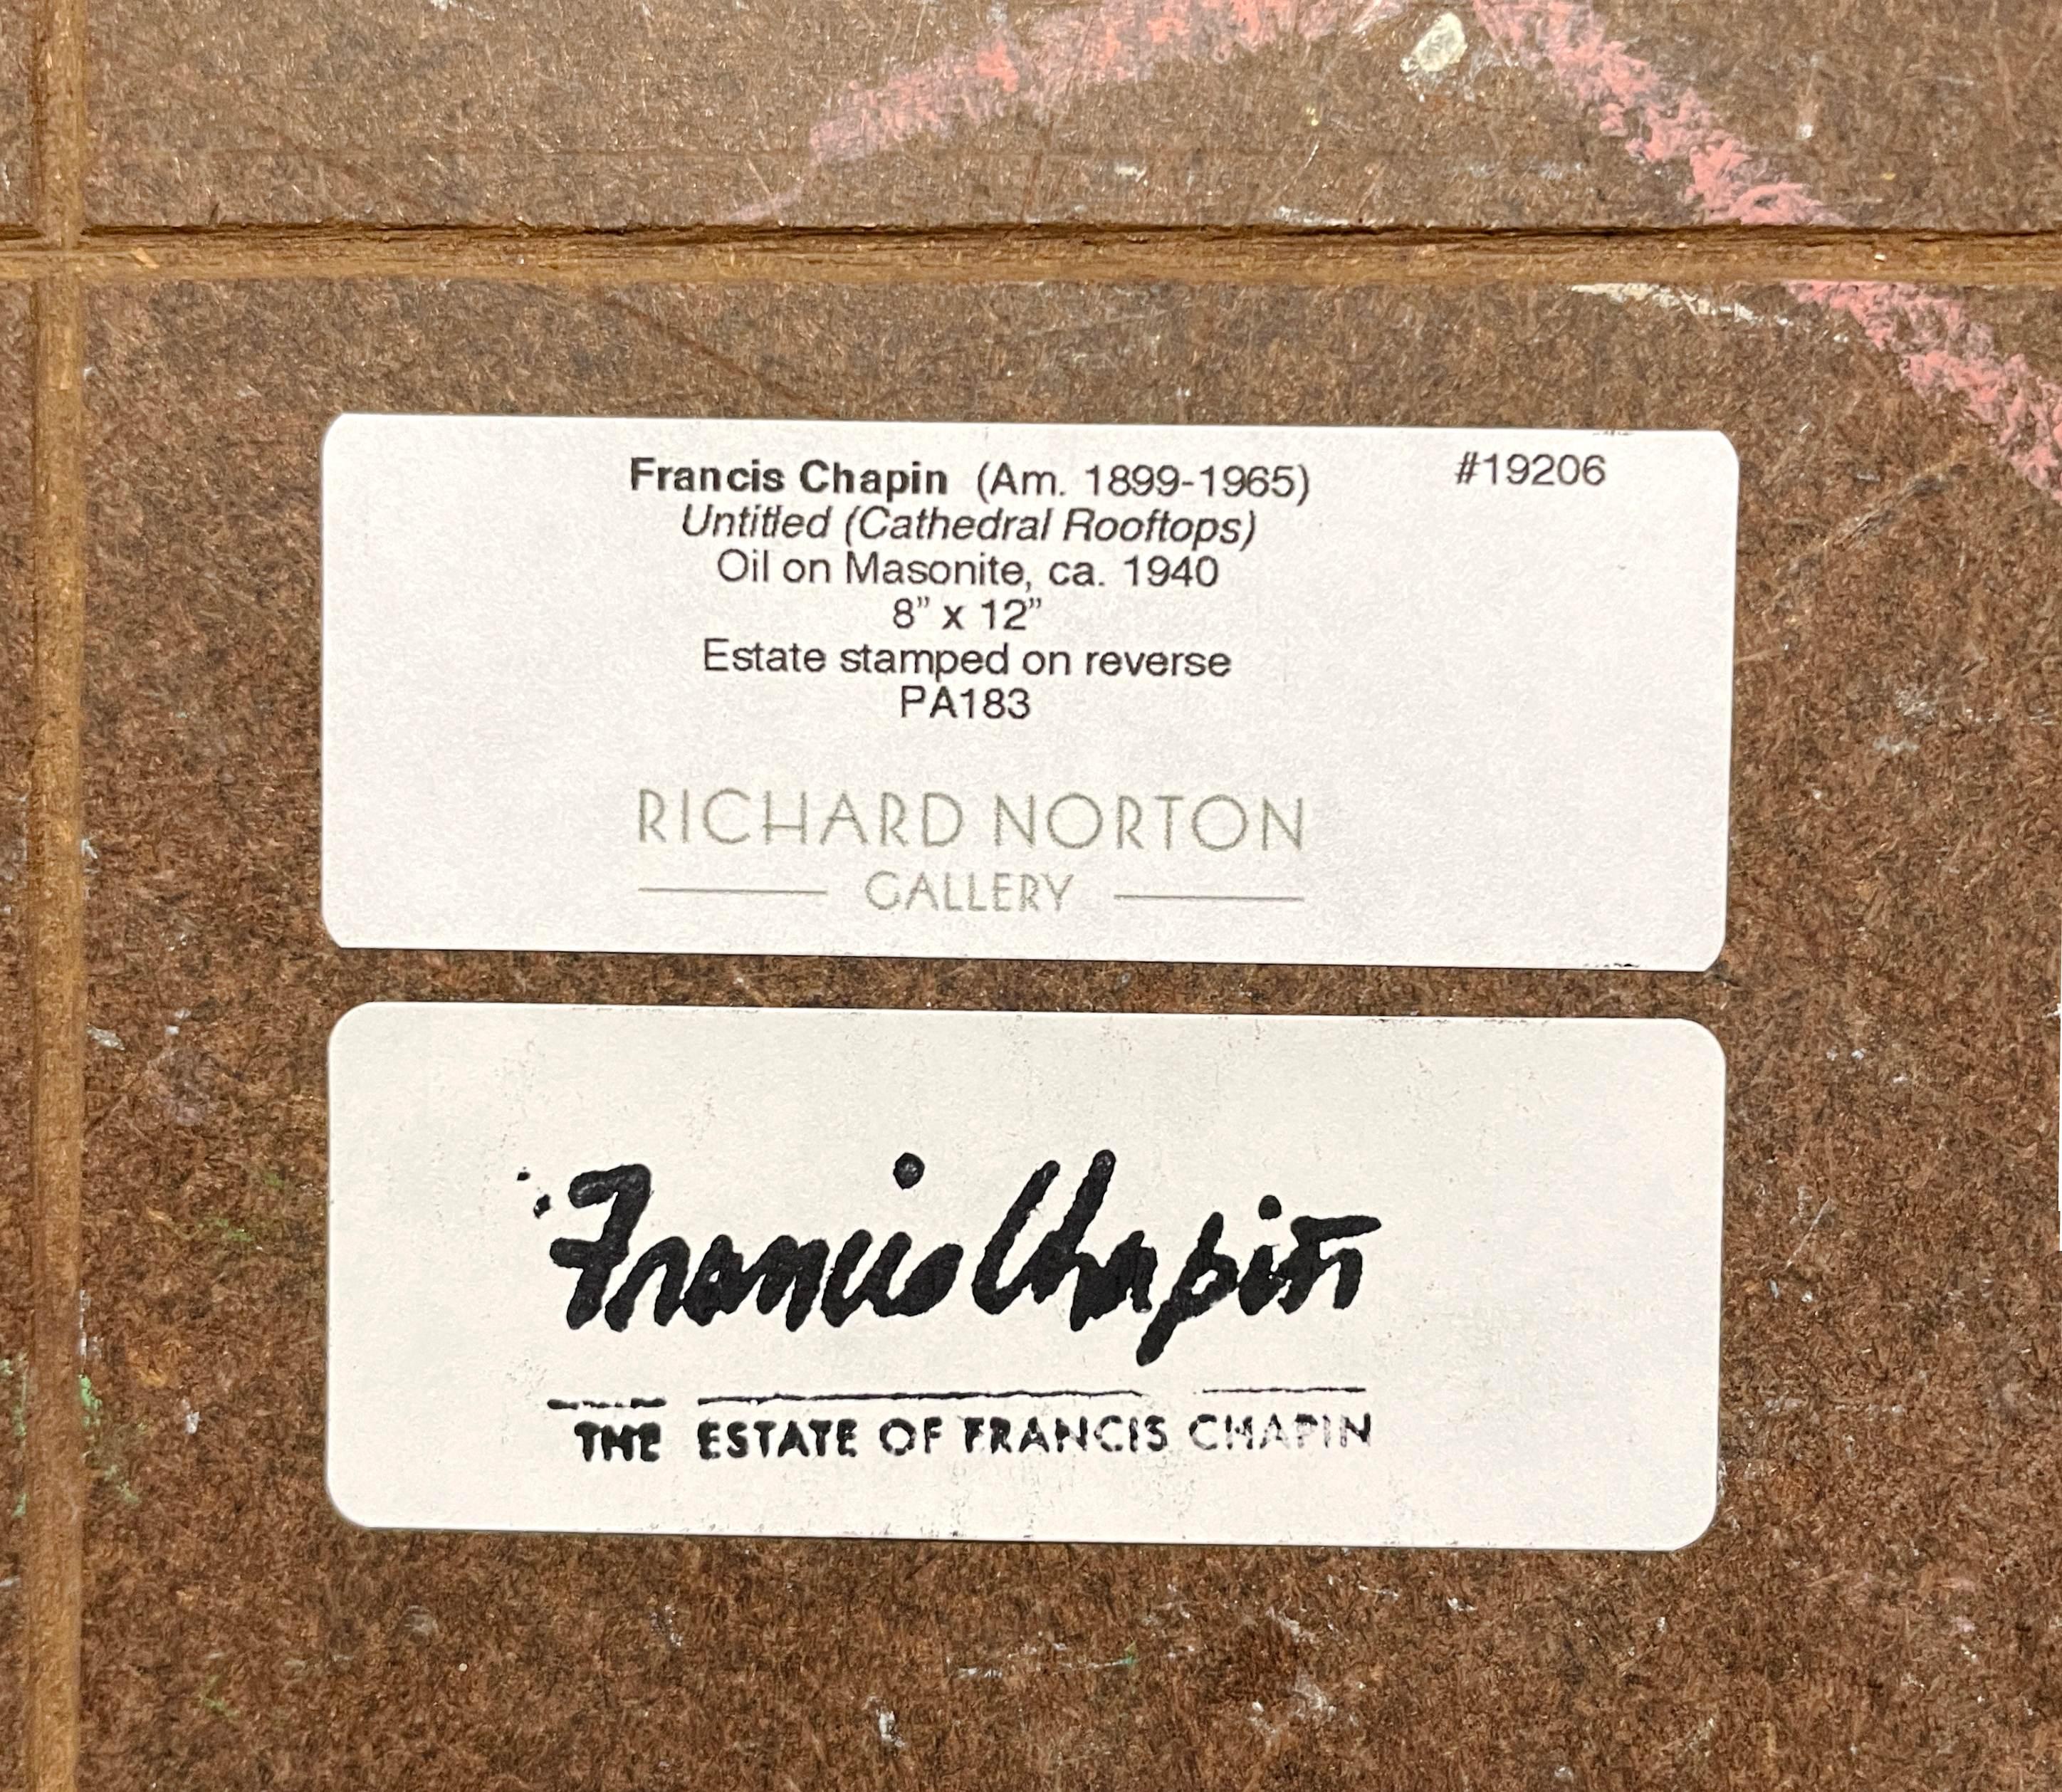 Francis Chapin (Am. 1899-1965) #19206
Untitled (Cathedral Rooftops)
Oil on Masonite, ca. 1940
8” x 12”
Estate stamped on reverse
PA183
RICHARD NORTON
GALLERY
Francis Chapin
THE ESTATE OF FRANCIS CHAPIN